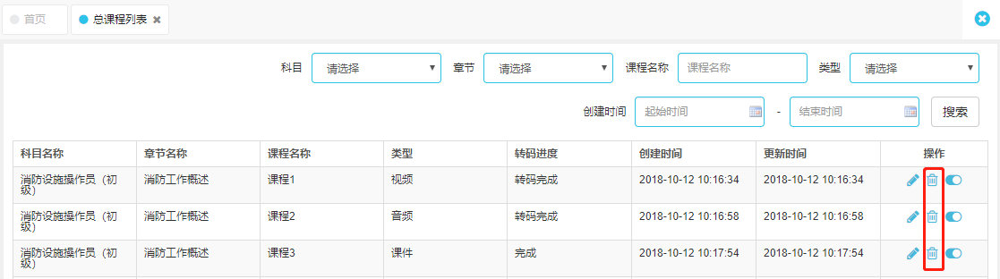 首页
总课程列表
科目 请选择 章节 请选择 课程名称 课程名称 类型 请选择
创建时间 起始时间 - 结束时间 搜索
科目名称 章节名称 课程名称 类型 转码进度 创建时间 更新时间 操作
消防设施操作员（初
级） 消防工作概述 课程1 视频 转码完成 2018-10-12 10:16:34 2018-10-12 10:16:34
消防设施操作员（初
级） 消防工作概述 课程2 音频 转码完成 2018-10-12 10:16:58 2018-10-12 10:16:58
消防设施操作员（初
级） 消防工作概述 课程3 课件 完成 2018-10-12 10:17:54 2018-10-12 10:17:54